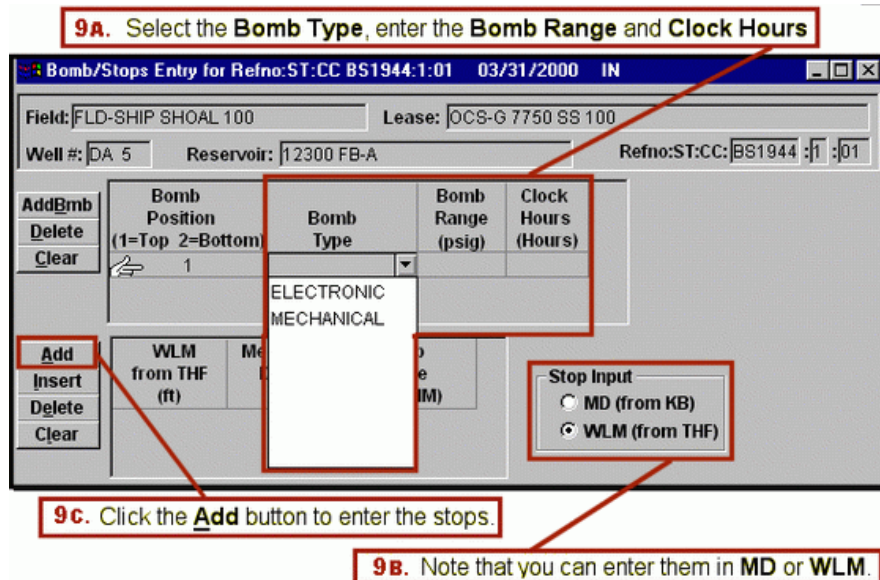 9A. Select the Bomb Type, enter the Bomb Range and Clock Hours
Bomb/Stops Entry for Refno:ST:CC BS1944:1:01 03/31/2000 IN
Field: FLD-SHIP SHOAL 100 Lease: OCS-G 7750 SS 100
Well #: DA 5 Reservoir: 12300 FB-A Refno:ST:CC: BS1944 :1 :01
AddBmb
Delete
Clear
Bomb Position (1=Top 2=Bottom)
Bomb Type
Bomb Range (psig)
Clock Hours (Hours)
1
ELECTRONIC
MECHANICAL
Add
Insert
Delete
Clear
WLM from THF (ft)
Stop Input
MD (from KB)
WLM (from THF)
9C. Click the Add button to enter the stops.
9B. Note that you can enter them in MD or WLM.